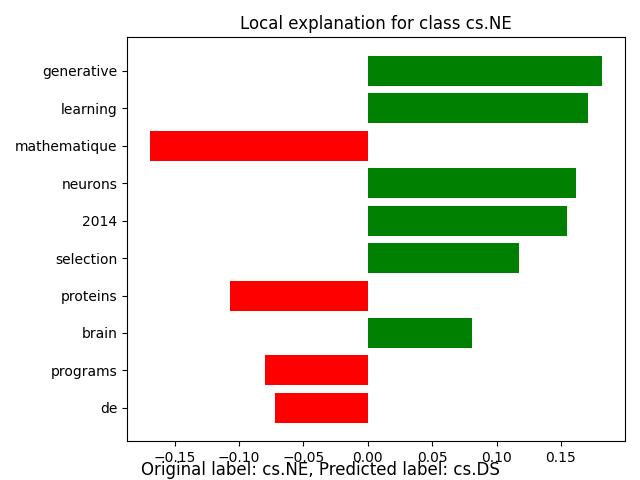 Local explanation for class cs.NE
generative
learning
mathematique
neurons
2014
selection
proteins
brain
programs
de
−0.15 −0.10 −0.05 0.00 0.05 0.10 0.15
Original label: cs.NE, Predicted label: cs.DS